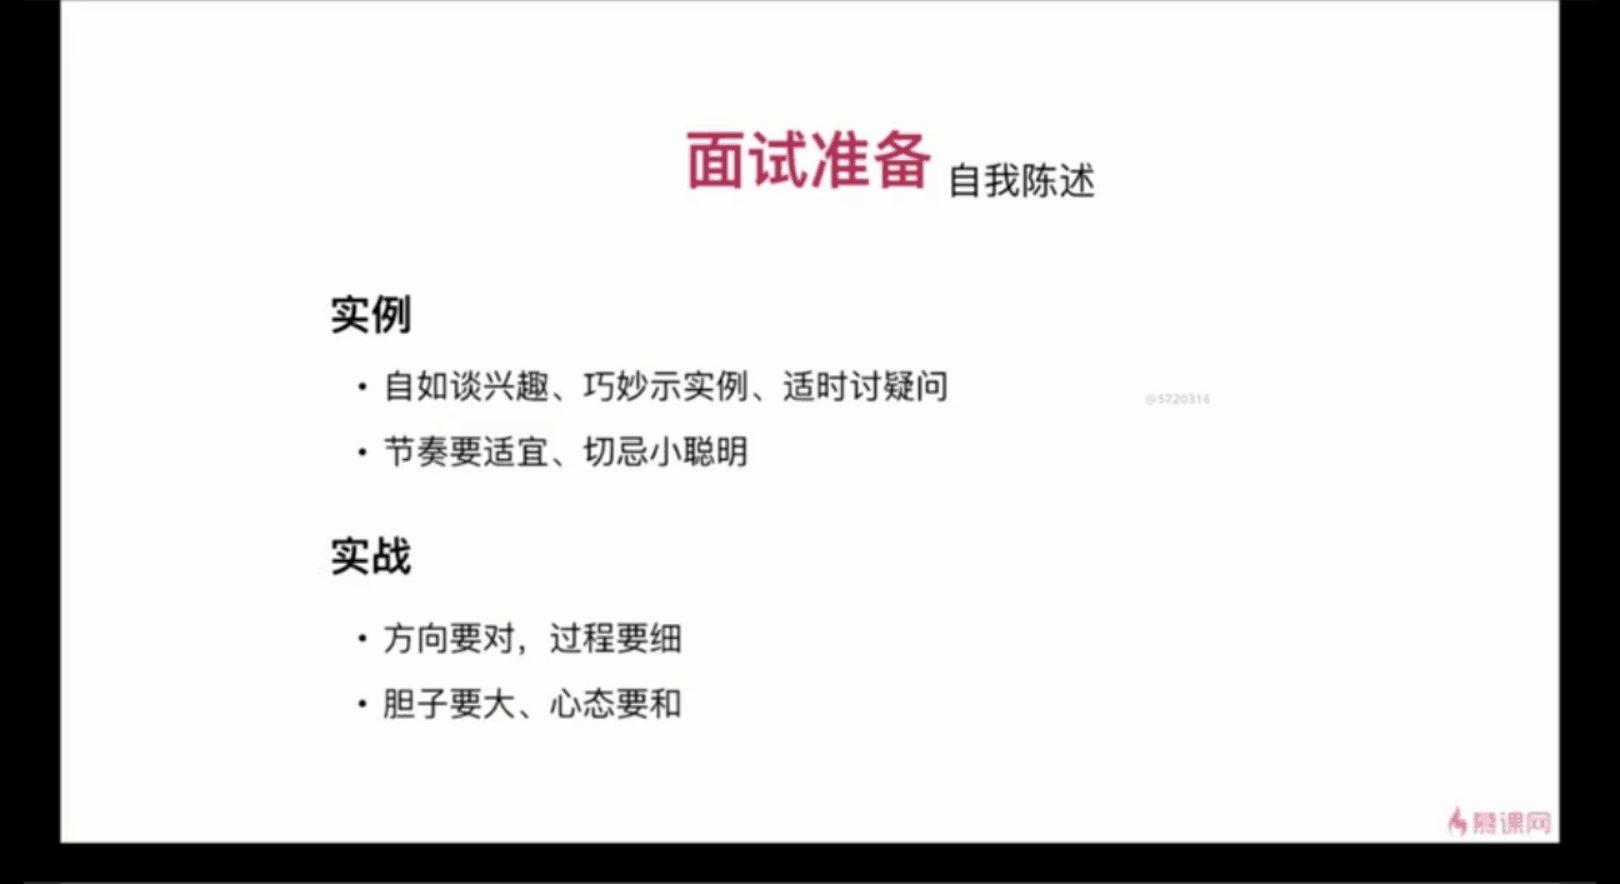 面试准备 自我陈述
实例
• 自如谈兴趣、巧妙示实例、适时讨疑问
@5720316
• 节奏要适宜、切忌小聪明
实战
• 方向要对，过程要细
• 胆子要大、心态要和
慕课网